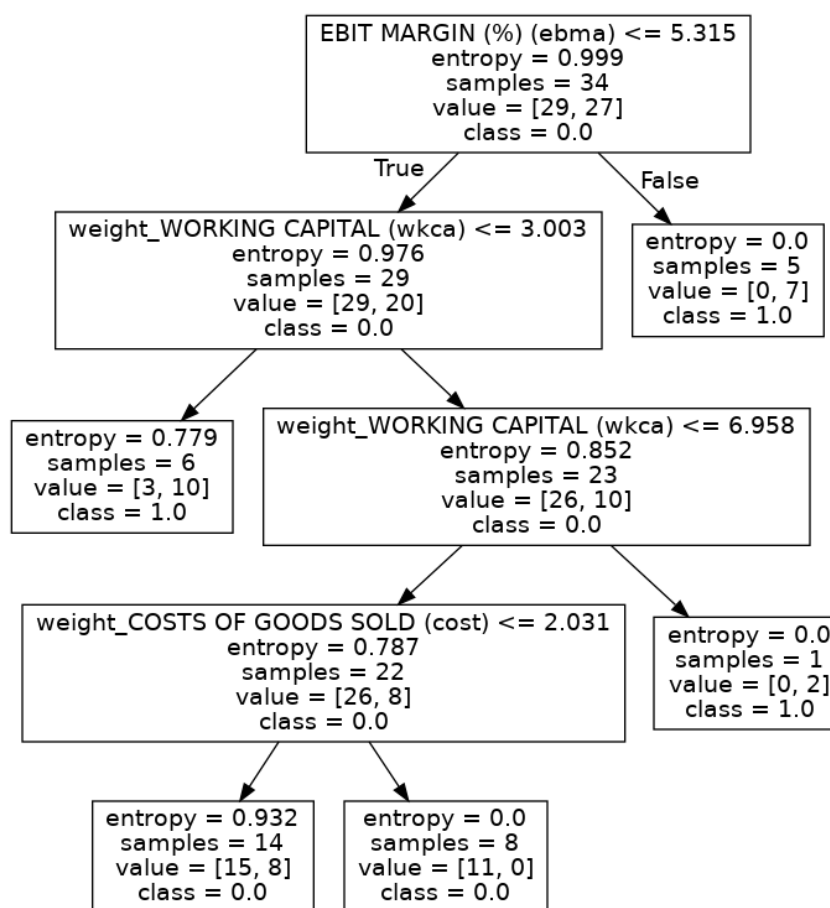 EBIT MARGIN (%) (ebma) <= 5.315
entropy = 0.999
samples = 34
value = [29, 27]
class = 0.0
True
False
weight_WORKING CAPITAL (wkca) <= 3.003
entropy = 0.976
samples = 29
value = [29, 20]
class = 0.0
entropy = 0.0
samples = 5
value = [0, 7]
class = 1.0
entropy = 0.779
samples = 6
value = [3, 10]
class = 1.0
weight_WORKING CAPITAL (wkca) <= 6.958
entropy = 0.852
samples = 23
value = [26, 10]
class = 0.0
weight_COSTS OF GOODS SOLD (cost) <= 2.031
entropy = 0.787
samples = 22
value = [26, 8]
class = 0.0
entropy = 0.0
samples = 1
value = [0, 2]
class = 1.0
entropy = 0.932
samples = 14
value = [15, 8]
class = 0.0
entropy = 0.0
samples = 8
value = [11, 0]
class = 0.0